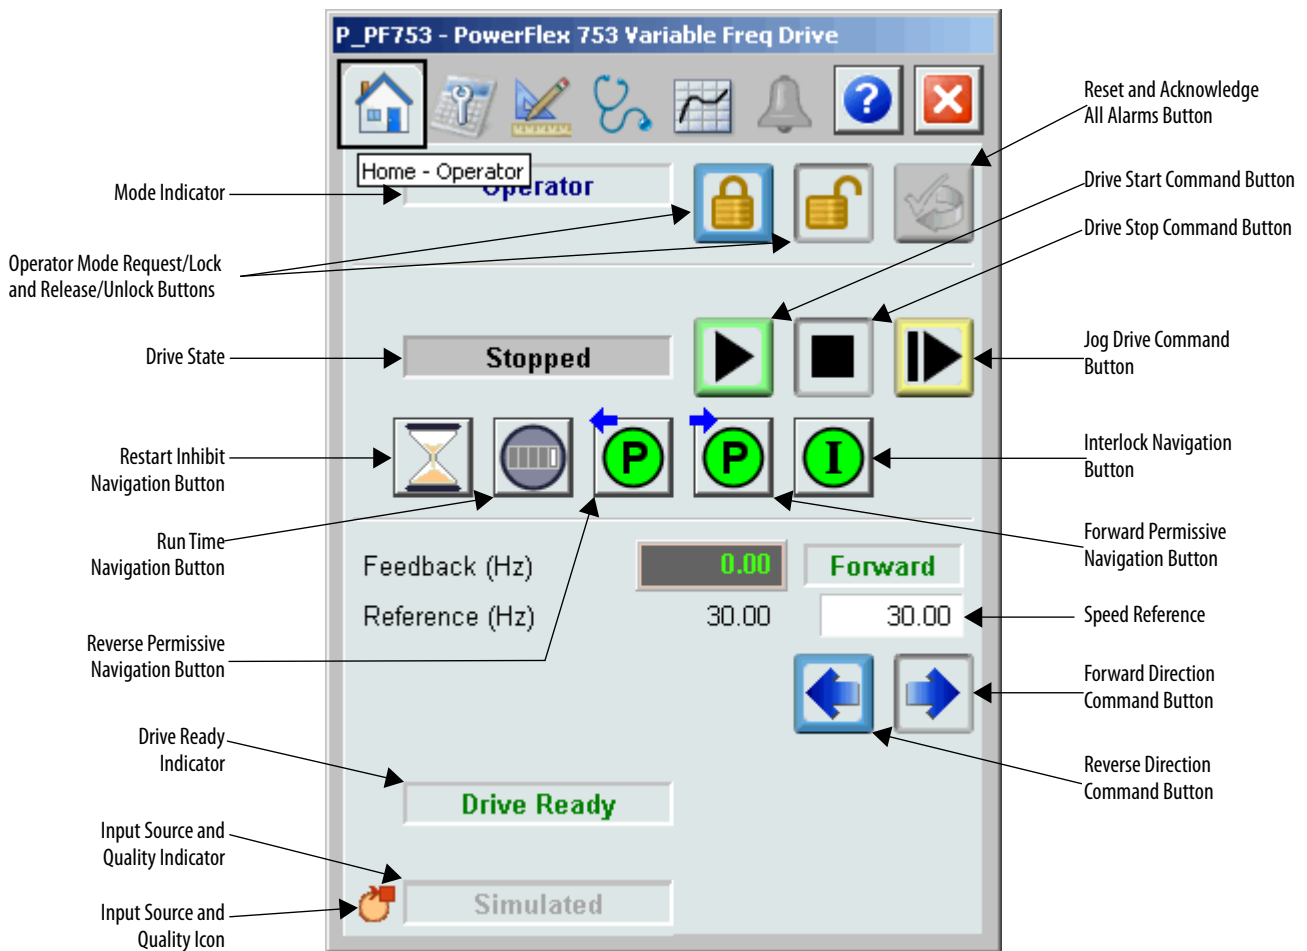 P_PF753 - PowerFlex 753 Variable Freq Drive
?
Home - Operator
Operator
Reset and Acknowledge
All Alarms Button
Mode Indicator
Drive Start Command Button
Drive Stop Command Button
Operator Mode Request/Lock
and Release/Unlock Buttons
Drive State
Stopped
Jog Drive Command
Button
Restart Inhibit
Navigation Button
P
P
I
Interlock Navigation
Button
Run Time
Navigation Button
Forward Permissive
Navigation Button
Feedback (Hz)
0.00
Forward
Reference (Hz)
30.00
30.00
Speed Reference
Reverse Permissive
Navigation Button
Forward Direction
Command Button
Drive Ready
Indicator
Reverse Direction
Command Button
Drive Ready
Input Source and
Quality Indicator
Simulated
Input Source and
Quality Icon